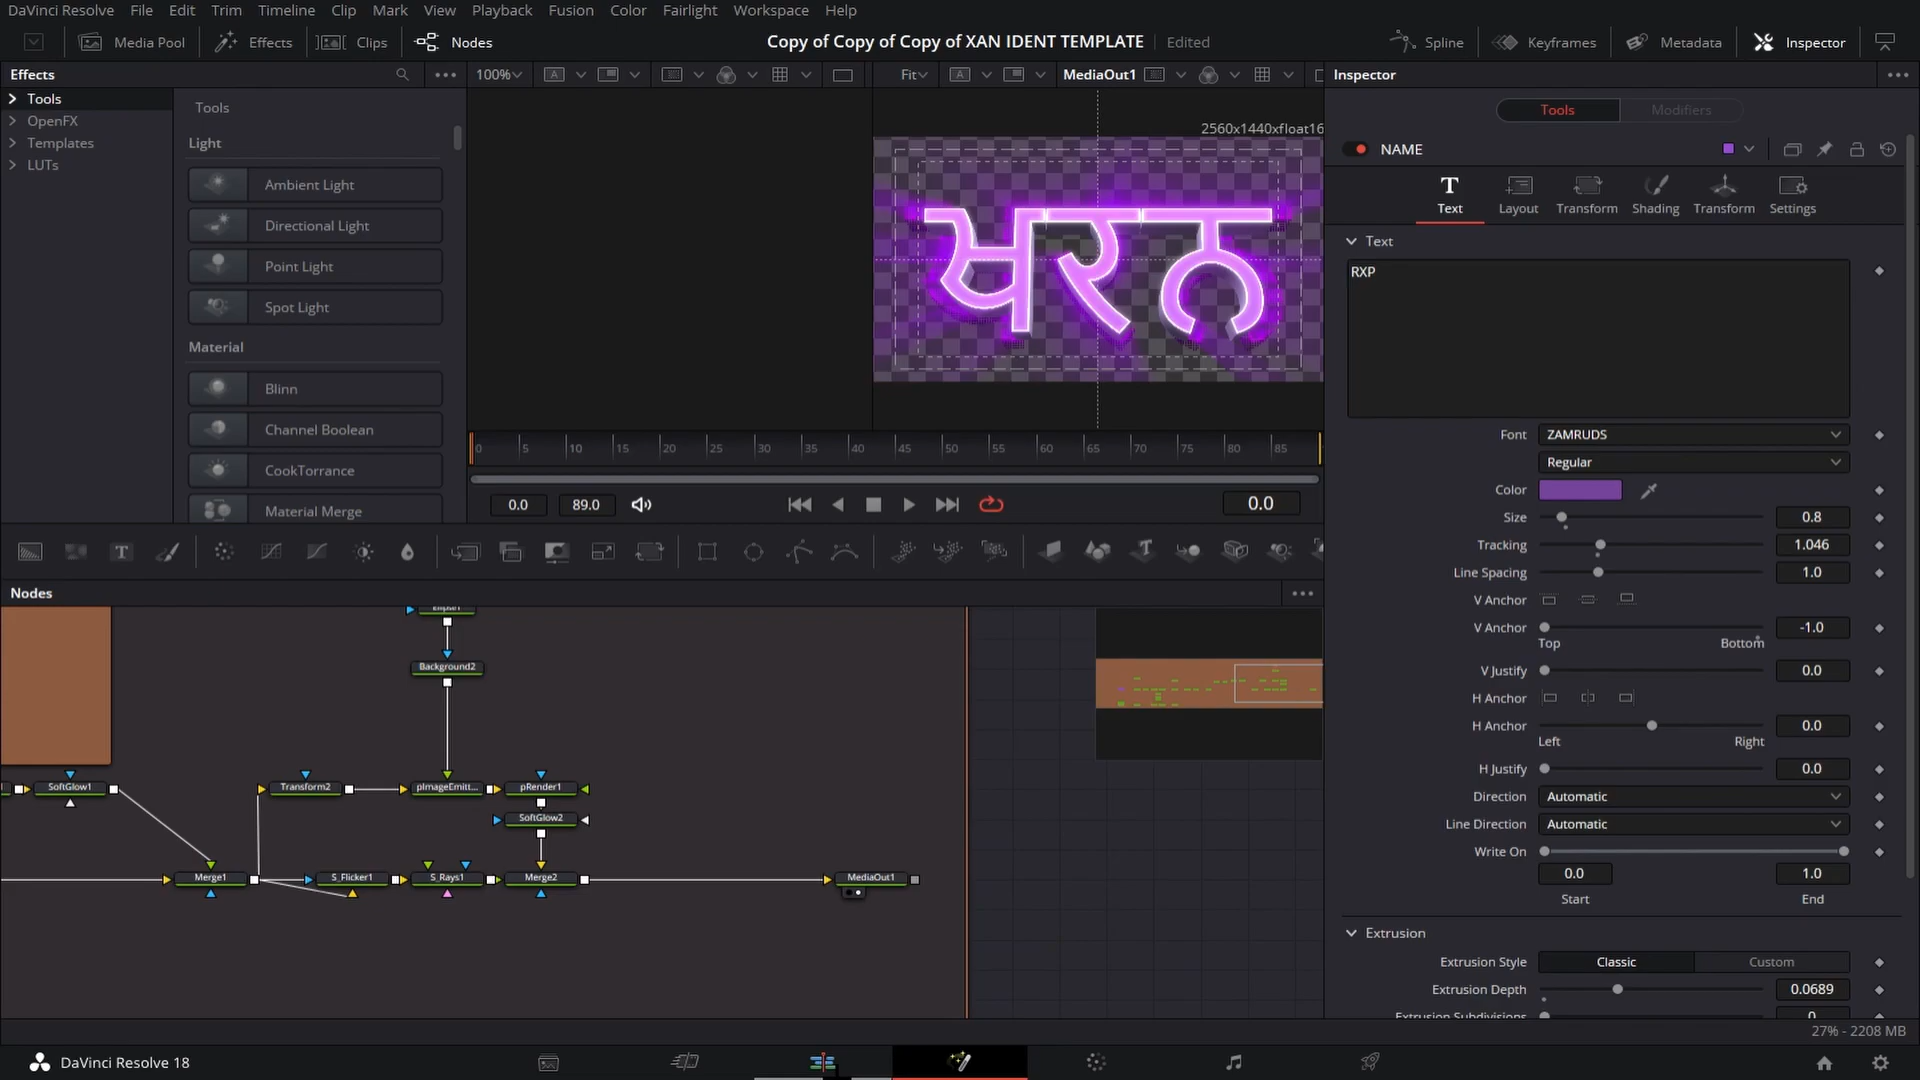 DaVinci Resolve File Edit Trim Timeline Clip Mark View Playback Fusion Color Fairlight Workspace Help
Media Pool Effects Clips Nodes Copy of Copy of Copy of XAN IDENT TEMPLATE Edited Spline Keyframes Metadata Inspector
Effects 100% Fit MediaOut1 Inspector
Tools
OpenFX
Templates
LUTs
Tools
Light
Ambient Light
Directional Light
Point Light
Spot Light
Material
Blinn
Channel Boolean
CookTorrance
Material Merge
2560x1440xfloat16
ਖਰਨ
0 5 10 15 20 25 30 35 40 45 50 55 60 65 70 75 80 85
0.0 89.0 0.0
Nodes
Ellipse1
Background2
SoftGlow1
Transform2
pImageEmitt...
pRender1
SoftGlow2
Merge1
S_Flicker1
S_Rays1
Merge2
MediaOut1
Tools Modifiers
NAME
Text Layout Transform Shading Transform Settings
Text
RXP
Font ZAMRUDS
Regular
Color
Size 0.8
Tracking 1.046
Line Spacing 1.0
V Anchor
V Anchor -1.0
Top Bottom
V Justify 0.0
H Anchor
H Anchor 0.0
Left Right
H Justify 0.0
Direction Automatic
Line Direction Automatic
Write On
0.0 1.0
Start End
Extrusion
Extrusion Style Classic Custom
Extrusion Depth 0.0689
Extrusion Subdivisions 0
27% - 2208 MB
DaVinci Resolve 18